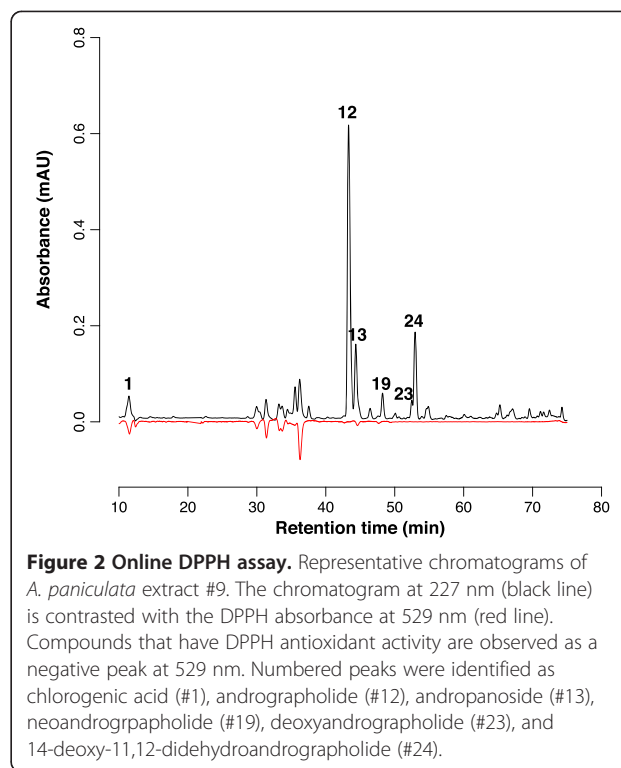 0.8
0.6
0.4
0.2
0.0
Absorbance (mAU)
12
13
24
1
19
23
10 20 30 40 50 60 70 80
Retention time (min)
Figure 2 Online DPPH assay. Representative chromatograms of
A. paniculata extract #9. The chromatogram at 227 nm (black line)
is contrasted with the DPPH absorbance at 529 nm (red line).
Compounds that have DPPH antioxidant activity are observed as a
negative peak at 529 nm. Numbered peaks were identified as
chlorogenic acid (#1), andrographolide (#12), andropanoside (#13),
neoandrogrpapholide (#19), deoxyandrographolide (#23), and
14-deoxy-11,12-didehydroandrographolide (#24).